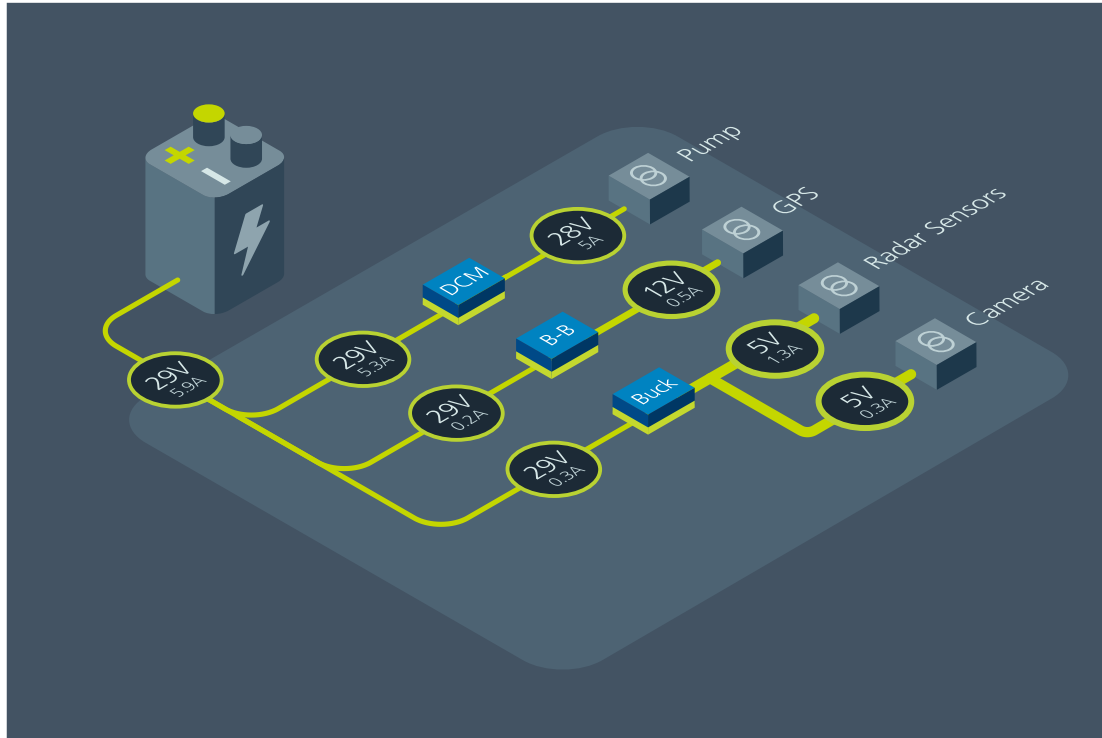 29V
5.9A
29V
5.3A
DCM
28V
5A
Pump
29V
0.2A
B-B
12V
0.5A
GPS
29V
0.3A
Buck
5V
1.3A
Radar Sensors
5V
0.3A
Camera